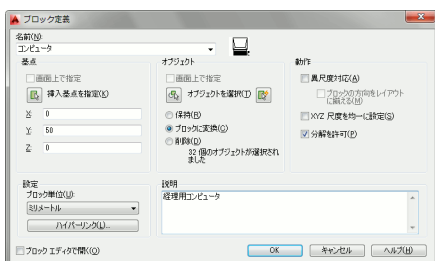 ブロック定義
名前(N):
コンピュータ
基点
画面上で指定
挿入基点を指定(K)
X: 0
Y: 50
Z: 0
オブジェクト
画面上で指定
オブジェクトを選択(T)
保持(R)
ブロックに変換(C)
削除(D)
32 個のオブジェクトが選択され
ました
動作
異尺度対応(A)
ブロックの方向をレイアウト
に揃える(M)
XYZ 尺度を均一に設定(S)
分解を許可(P)
設定
ブロック単位(U):
ミリメートル
ハイパーリンク(L)...
説明
経理用コンピュータ
ブロック エディタで開く(O)
OK
キャンセル
ヘルプ(H)